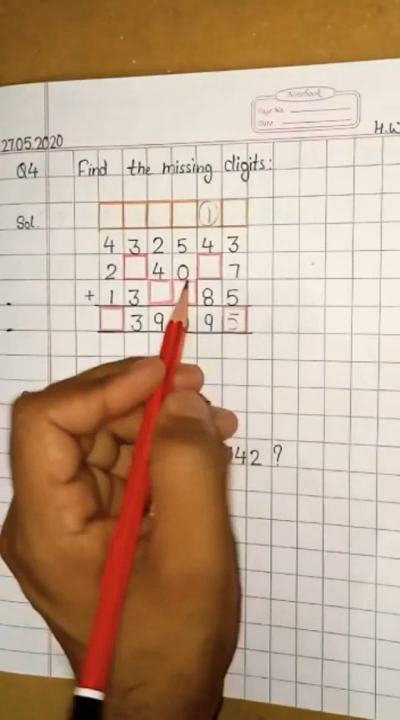 Notebook
Page No.
Date
27.05.2020
H.W
Q4 Find the missing digits:
Sol.
1
4 3 2 5 4 3
2 4 0 7
+ 1 3 8 5
3 9 9 5
42 ?